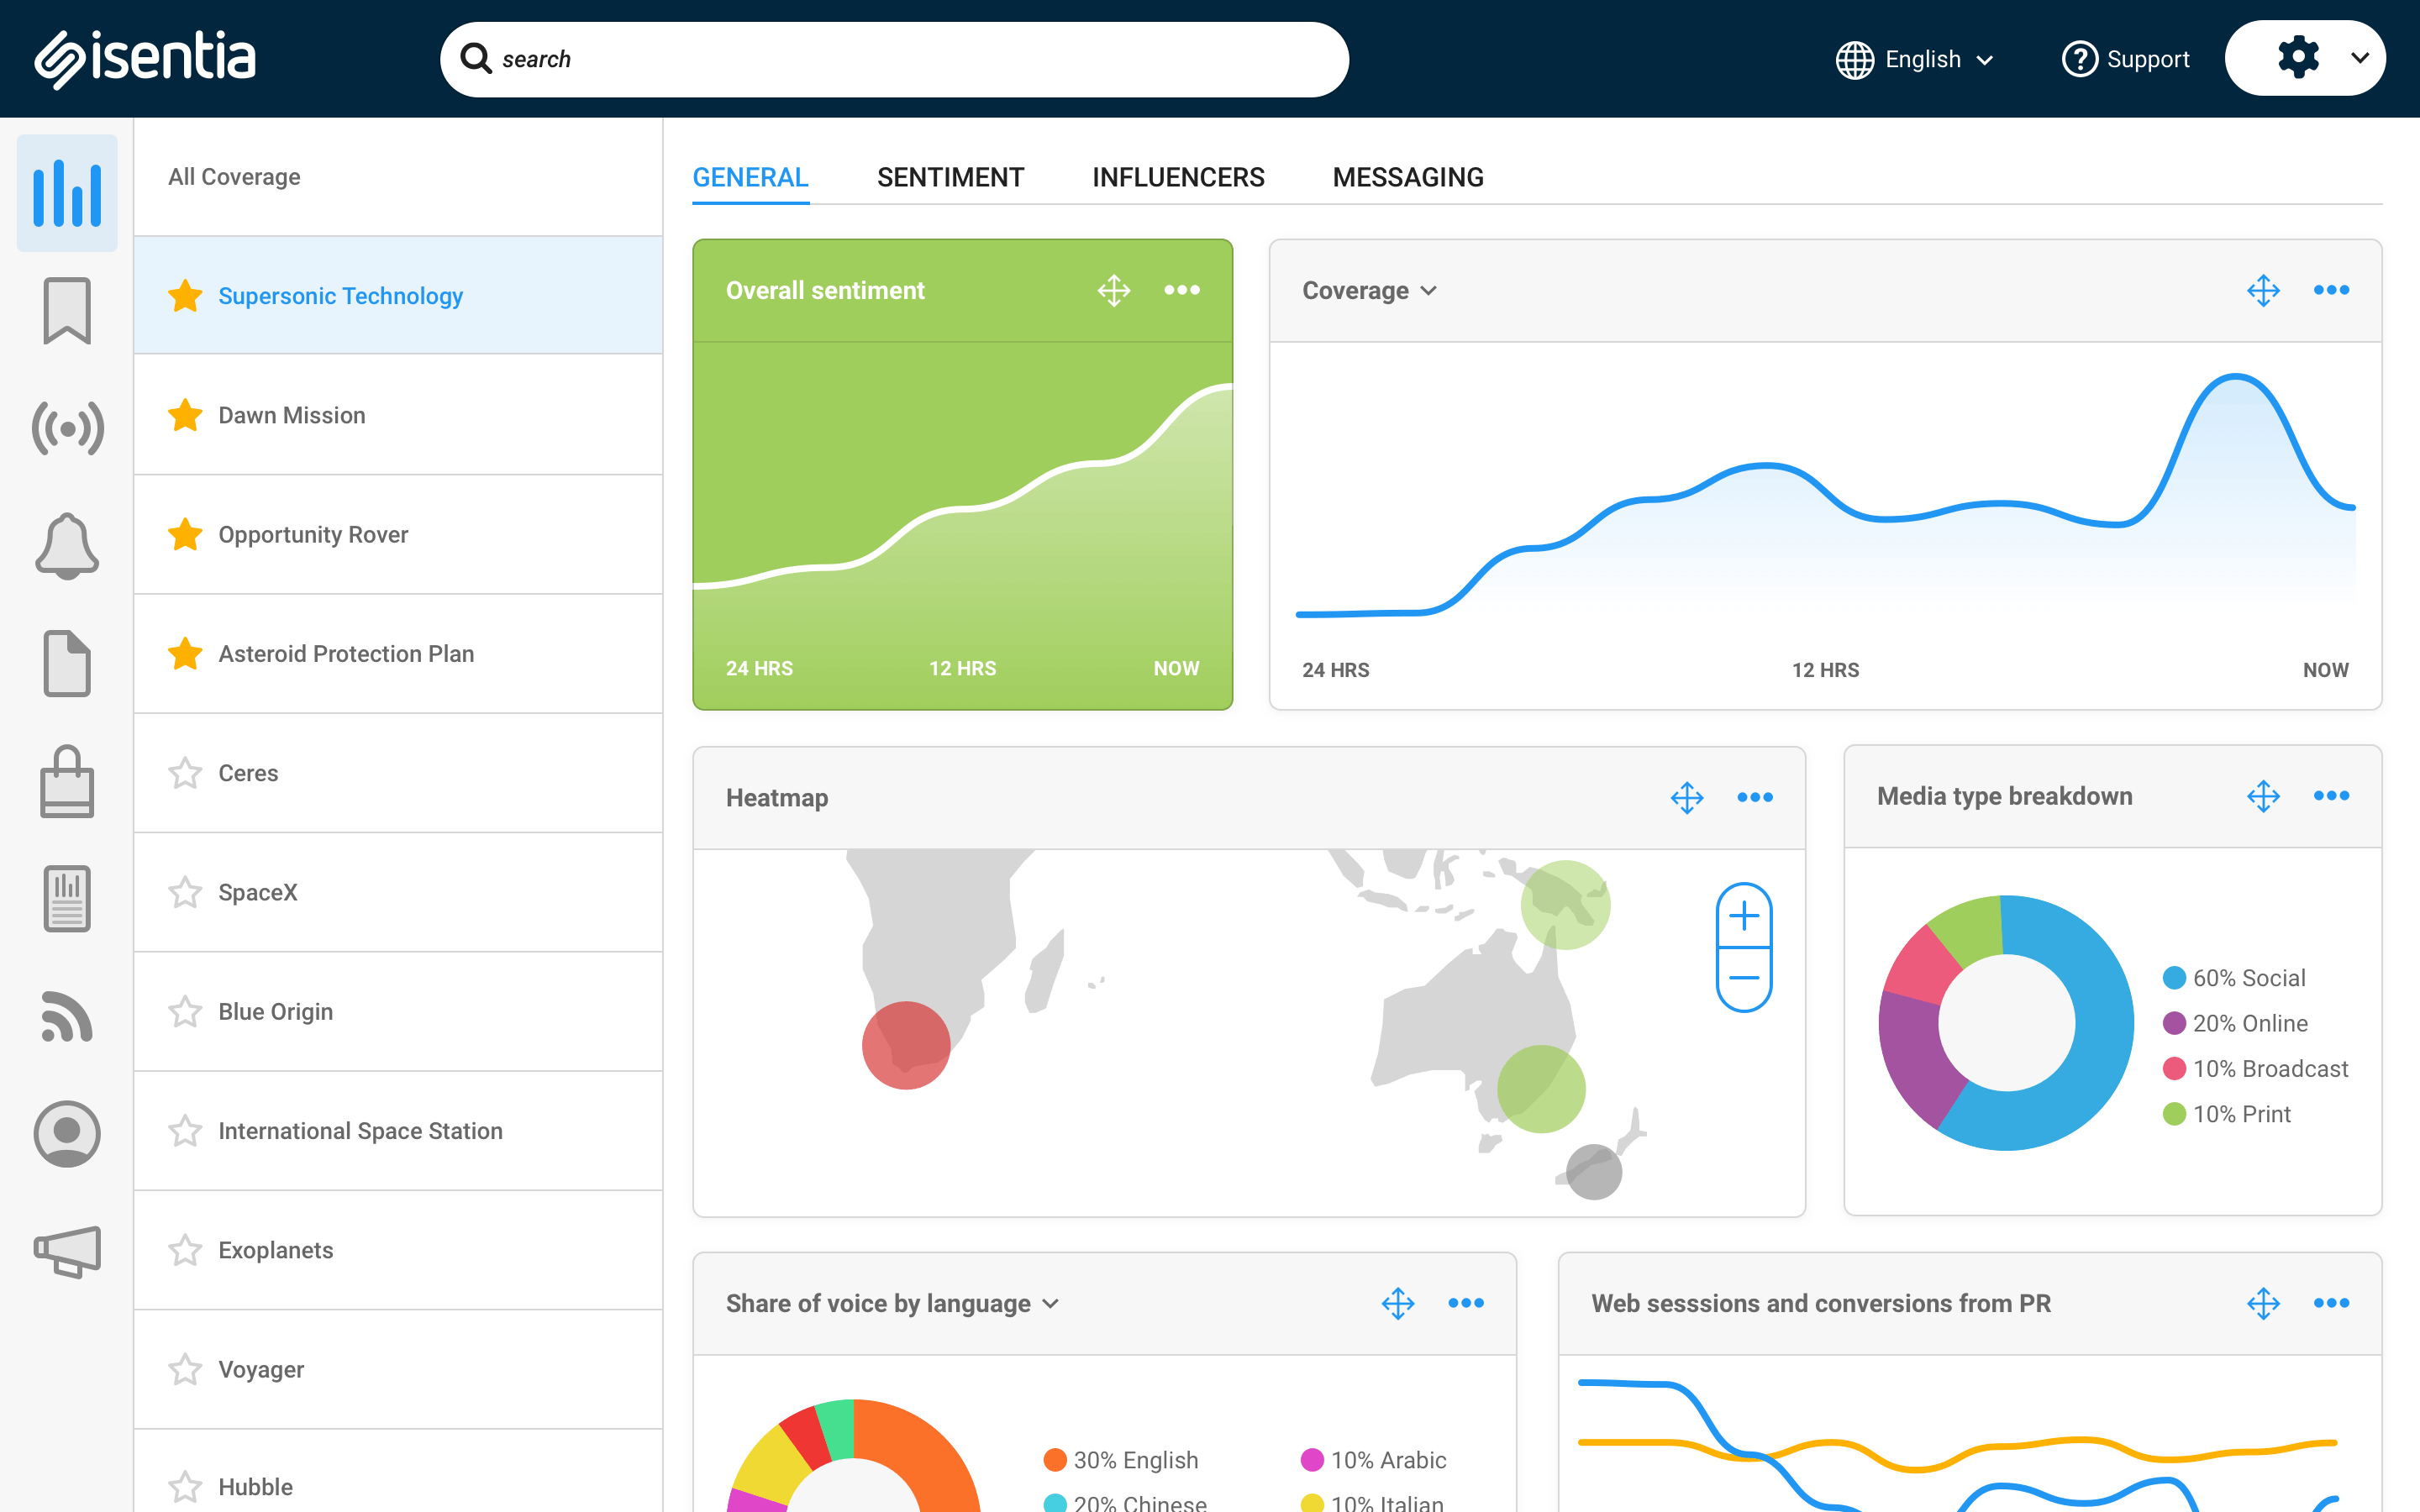 isentia
search
English
Support
All Coverage
Supersonic Technology
Dawn Mission
Opportunity Rover
Asteroid Protection Plan
Ceres
SpaceX
Blue Origin
International Space Station
Exoplanets
Voyager
Hubble
GENERAL SENTIMENT INFLUENCERS MESSAGING
Overall sentiment
24 HRS 12 HRS NOW
Coverage
24 HRS 12 HRS NOW
Heatmap
Media type breakdown
60% Social
20% Online
10% Broadcast
10% Print
Share of voice by language
30% English
10% Arabic
20% Chinese
10% Italian
Web sesssions and conversions from PR